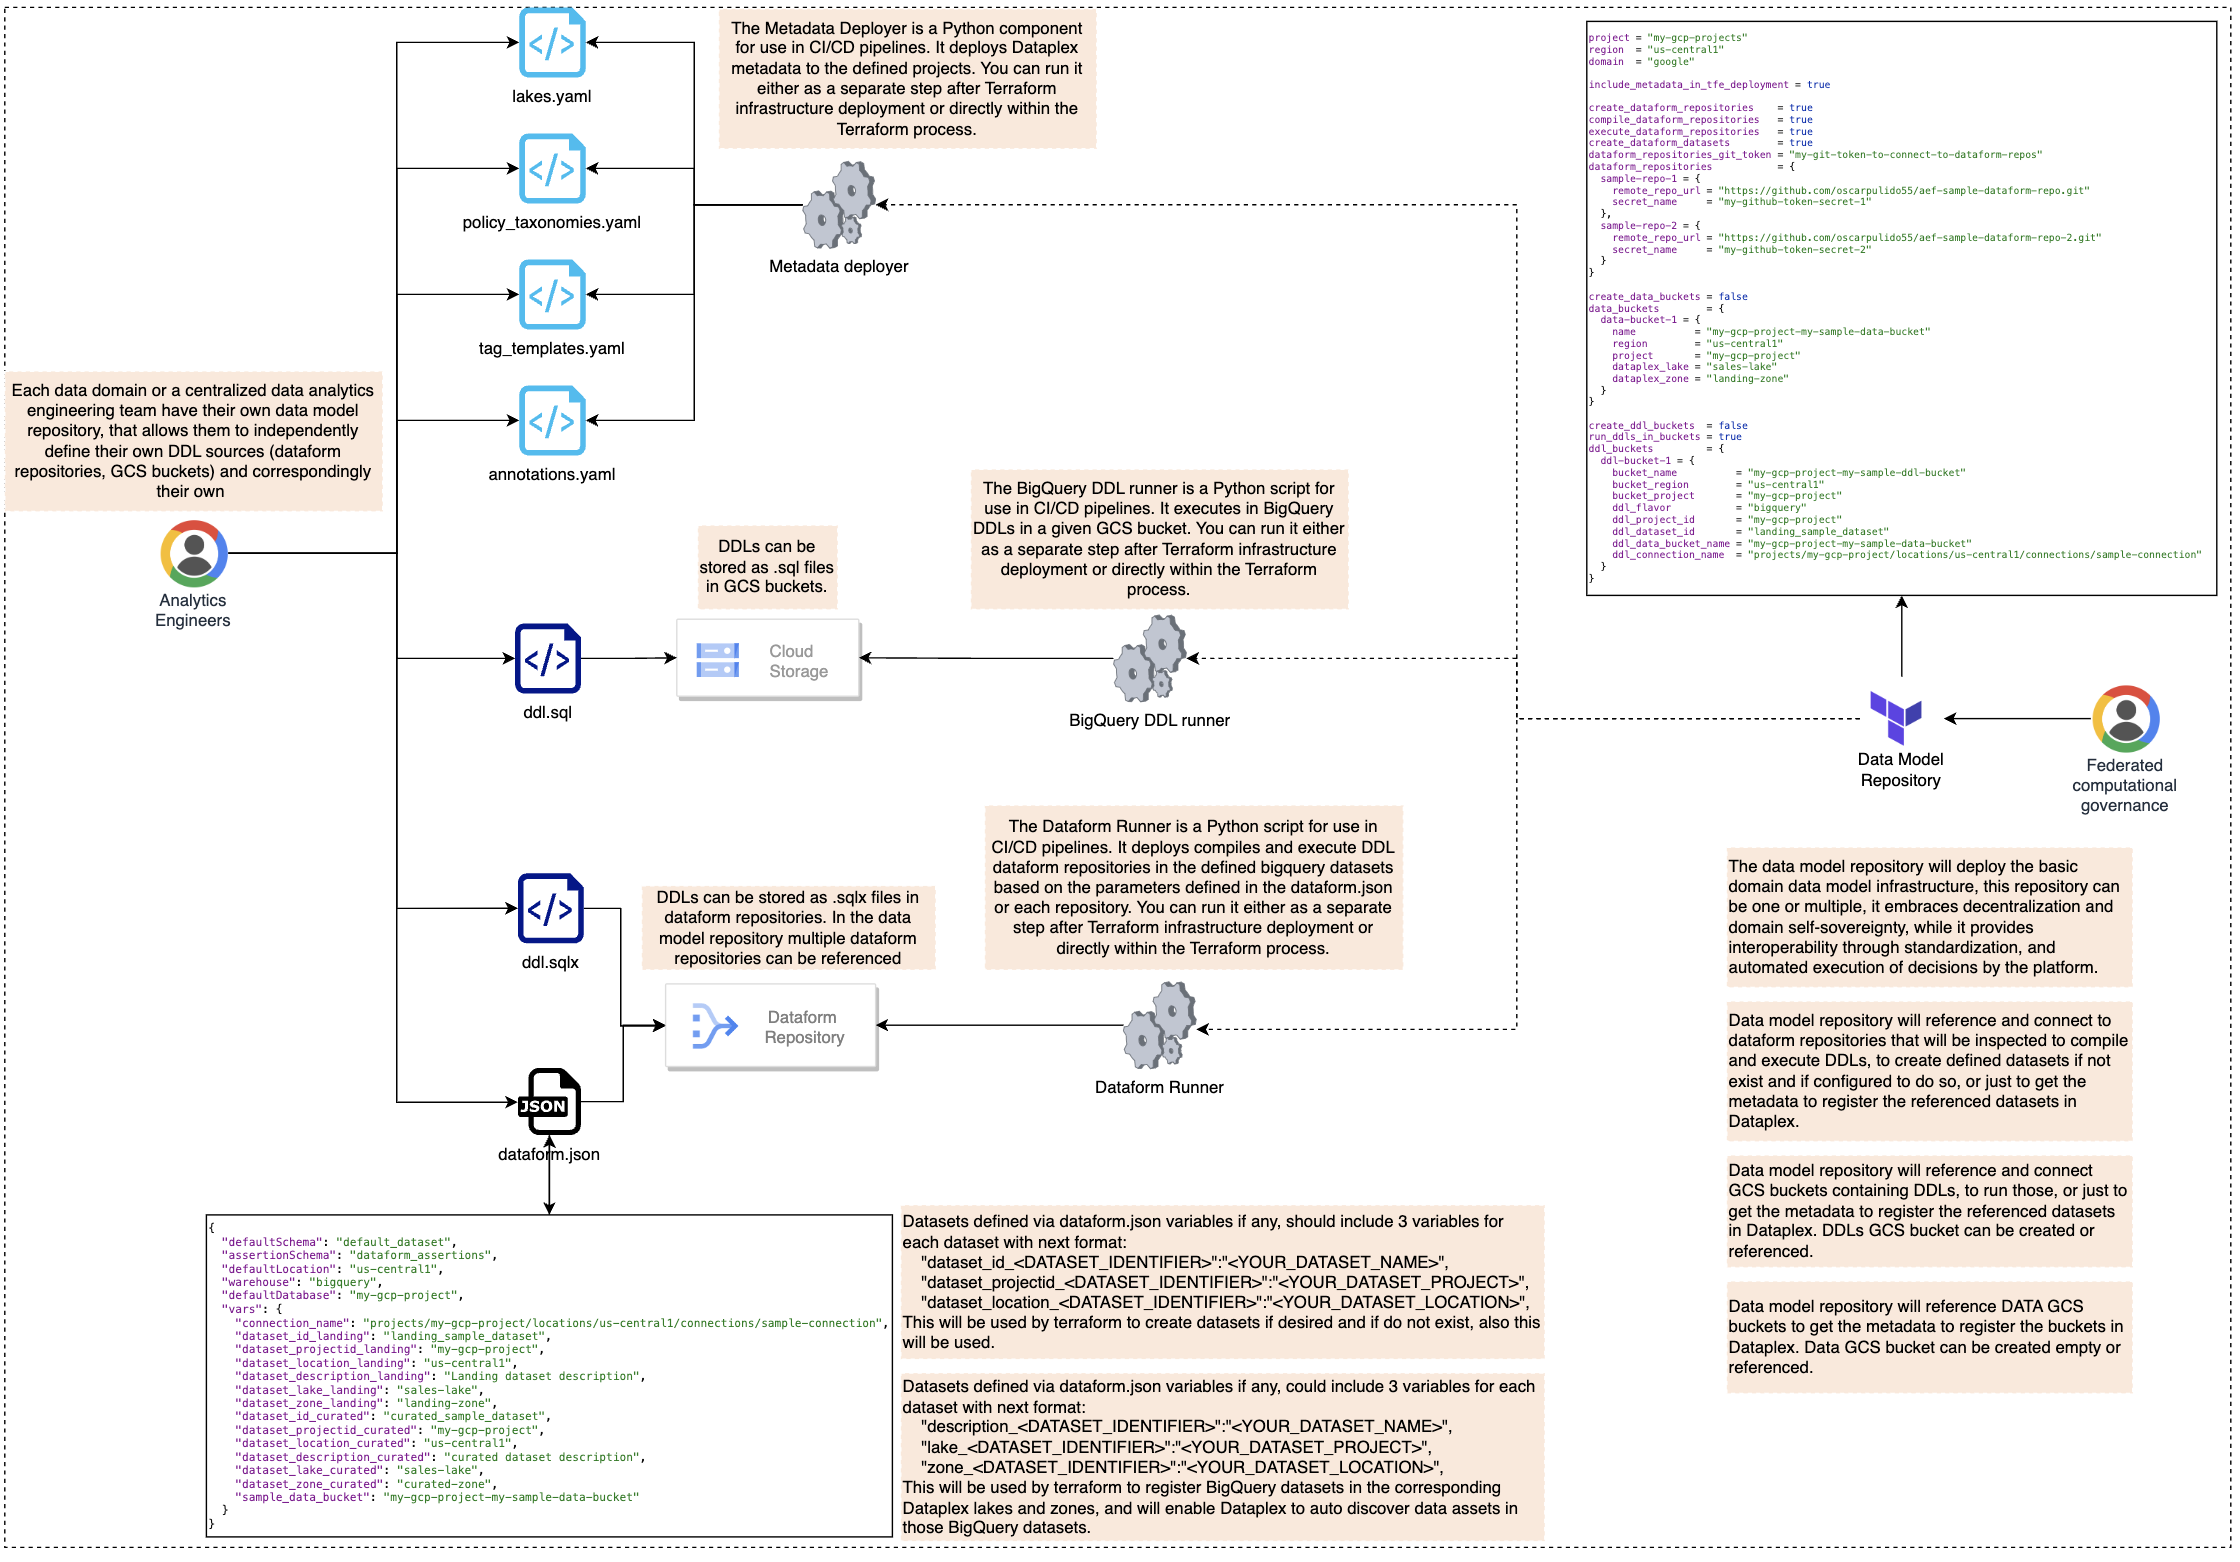 lakes.yaml
policy_taxonomies.yaml
tag_templates.yaml
annotations.yaml
The Metadata Deployer is a Python component
for use in CI/CD pipelines. It deploys Dataplex
metadata to the defined projects. You can run it
either as a separate step after Terraform
infrastructure deployment or directly within the
Terraform process.
Metadata deployer
project = "my-gcp-projects"
region  = "us-central1"
domain  = "google"
include_metadata_in_tfe_deployment = true
create_dataform_repositories    = true
compile_dataform_repositories   = true
execute_dataform_repositories   = true
create_dataform_datasets        = true
dataform_repositories_git_token = "my-git-token-to-connect-to-dataform-repos"
dataform_repositories           = {
  sample-repo-1 = {
    remote_repo_url = "https://github.com/oscarpulido55/aef-sample-dataform-repo.git"
    secret_name     = "my-github-token-secret-1"
  },
  sample-repo-2 = {
    remote_repo_url = "https://github.com/oscarpulido55/aef-sample-dataform-repo-2.git"
    secret_name     = "my-github-token-secret-2"
  }
}
create_data_buckets = false
data_buckets        = {
  data-bucket-1 = {
    name          = "my-gcp-project-my-sample-data-bucket"
    region        = "us-central1"
    project       = "my-gcp-project"
    dataplex_lake = "sales-lake"
    dataplex_zone = "landing-zone"
  }
}
create_ddl_buckets  = false
run_ddls_in_buckets = true
ddl_buckets         = {
  ddl-bucket-1 = {
    bucket_name          = "my-gcp-project-my-sample-ddl-bucket"
    bucket_region        = "us-central1"
    bucket_project       = "my-gcp-project"
    ddl_flavor           = "bigquery"
    ddl_project_id       = "my-gcp-project"
    ddl_dataset_id       = "landing_sample_dataset"
    ddl_data_bucket_name = "my-gcp-project-my-sample-data-bucket"
    ddl_connection_name  = "projects/my-gcp-project/locations/us-central1/connections/sample-connection"
  }
}
Each data domain or a centralized data analytics
engineering team have their own data model
repository, that allows them to independently
define their own DDL sources (dataform
repositories, GCS buckets) and correspondingly
their own
Analytics
Engineers
DDLs can be
stored as .sql files
in GCS buckets.
The BigQuery DDL runner is a Python script for
use in CI/CD pipelines. It executes in BigQuery
DDLs in a given GCS bucket. You can run it either
as a separate step after Terraform infrastructure
deployment or directly within the Terraform
process.
ddl.sql
Cloud
Storage
BigQuery DDL runner
Data Model
Repository
Federated
computational
governance
DDLs can be stored as .sqlx files in
dataform repositories. In the data
model repository multiple dataform
repositories can be referenced
The Dataform Runner is a Python script for use in
CI/CD pipelines. It deploys compiles and execute DDL
dataform repositories in the defined bigquery datasets
based on the parameters defined in the dataform.json
or each repository. You can run it either as a separate
step after Terraform infrastructure deployment or
directly within the Terraform process.
ddl.sqlx
Dataform
Repository
Dataform Runner
JSON
dataform.json
The data model repository will deploy the basic
domain data model infrastructure, this repository can
be one or multiple, it embraces decentralization and
domain self-sovereignty, while it provides
interoperability through standardization, and
automated execution of decisions by the platform.
Data model repository will reference and connect to
dataform repositories that will be inspected to compile
and execute DDLs, to create defined datasets if not
exist and if configured to do so, or just to get the
metadata to register the referenced datasets in
Dataplex.
Data model repository will reference and connect
GCS buckets containing DDLs, to run those, or just to
get the metadata to register the referenced datasets
in Dataplex. DDLs GCS bucket can be created or
referenced.
Data model repository will reference DATA GCS
buckets to get the metadata to register the buckets in
Dataplex. Data GCS bucket can be created empty or
referenced.
{
  "defaultSchema": "default_dataset",
  "assertionSchema": "dataform_assertions",
  "defaultLocation": "us-central1",
  "warehouse": "bigquery",
  "defaultDatabase": "my-gcp-project",
  "vars": {
    "connection_name": "projects/my-gcp-project/locations/us-central1/connections/sample-connection",
    "dataset_id_landing": "landing_sample_dataset",
    "dataset_projectid_landing": "my-gcp-project",
    "dataset_location_landing": "us-central1",
    "dataset_description_landing": "Landing dataset description",
    "dataset_lake_landing": "sales-lake",
    "dataset_zone_landing": "landing-zone",
    "dataset_id_curated": "curated_sample_dataset",
    "dataset_projectid_curated": "my-gcp-project",
    "dataset_location_curated": "us-central1",
    "dataset_description_curated": "curated dataset description",
    "dataset_lake_curated": "sales-lake",
    "dataset_zone_curated": "curated-zone",
    "sample_data_bucket": "my-gcp-project-my-sample-data-bucket"
  }
}
Datasets defined via dataform.json variables if any, should include 3 variables for
each dataset with next format:
"dataset_id_<DATASET_IDENTIFIER>":"<YOUR_DATASET_NAME>",
"dataset_projectid_<DATASET_IDENTIFIER>":"<YOUR_DATASET_PROJECT>",
"dataset_location_<DATASET_IDENTIFIER>":"<YOUR_DATASET_LOCATION>",
This will be used by terraform to create datasets if desired and if do not exist, also this
will be used.
Datasets defined via dataform.json variables if any, could include 3 variables for each
dataset with next format:
"description_<DATASET_IDENTIFIER>":"<YOUR_DATASET_NAME>",
"lake_<DATASET_IDENTIFIER>":"<YOUR_DATASET_PROJECT>",
"zone_<DATASET_IDENTIFIER>":"<YOUR_DATASET_LOCATION>",
This will be used by terraform to register BigQuery datasets in the corresponding
Dataplex lakes and zones, and will enable Dataplex to auto discover data assets in
those BigQuery datasets.